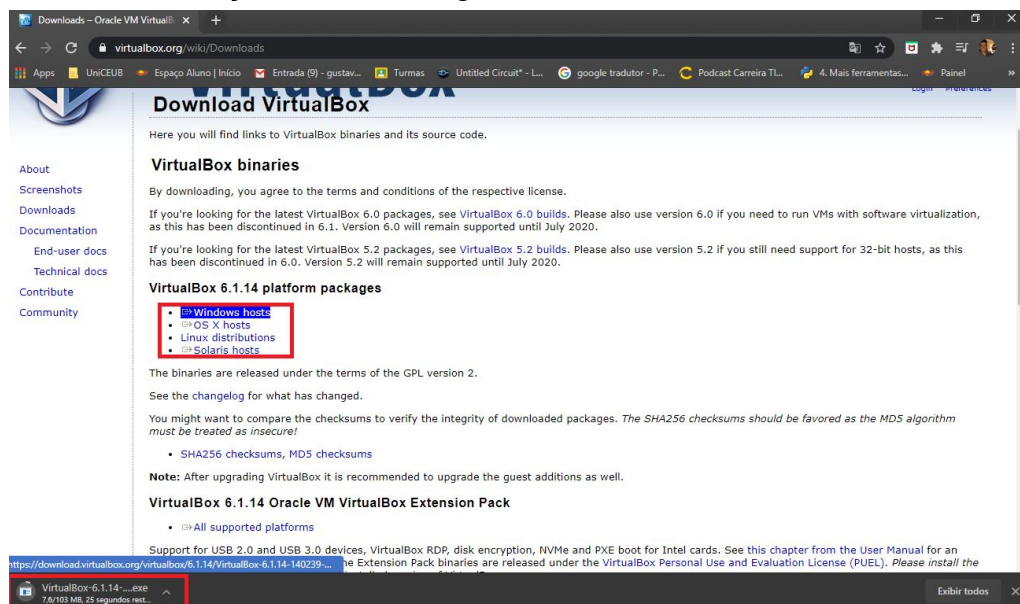 Downloads – Oracle VM VirtualB
virtualbox.org/wiki/Downloads
Apps UniCEUB Espaço Aluno | Início Entrada (9) - gustav... Turmas Untitled Circuit* - L... google tradutor - P... Podcast Carreira TI... 4. Mais ferramentas... Painel »
VirtualBox
Login Preferences
Download VirtualBox
Here you will find links to VirtualBox binaries and its source code.
About
Screenshots
Downloads
Documentation
End-user docs
Technical docs
Contribute
Community
VirtualBox binaries
By downloading, you agree to the terms and conditions of the respective license.
If you're looking for the latest VirtualBox 6.0 packages, see VirtualBox 6.0 builds. Please also use version 6.0 if you need to run VMs with software virtualization,
as this has been discontinued in 6.1. Version 6.0 will remain supported until July 2020.
If you're looking for the latest VirtualBox 5.2 packages, see VirtualBox 5.2 builds. Please also use version 5.2 if you still need support for 32-bit hosts, as this
has been discontinued in 6.0. Version 5.2 will remain supported until July 2020.
VirtualBox 6.1.14 platform packages
• Windows hosts
• OS X hosts
• Linux distributions
• Solaris hosts
The binaries are released under the terms of the GPL version 2.
See the changelog for what has changed.
You might want to compare the checksums to verify the integrity of downloaded packages. The SHA256 checksums should be favored as the MD5 algorithm
must be treated as insecure!
• SHA256 checksums, MD5 checksums
Note: After upgrading VirtualBox it is recommended to upgrade the guest additions as well.
VirtualBox 6.1.14 Oracle VM VirtualBox Extension Pack
• All supported platforms
Support for USB 2.0 and USB 3.0 devices, VirtualBox RDP, disk encryption, NVMe and PXE boot for Intel cards. See this chapter from the User Manual for an
he Extension Pack binaries are released under the VirtualBox Personal Use and Evaluation License (PUEL). Please install the
https://download.virtualbox.org/virtualbox/6.1.14/VirtualBox-6.1.14-140239-...
VirtualBox-6.1.14-....exe
7,6/103 MB, 25 segundos rest...
Exibir todos